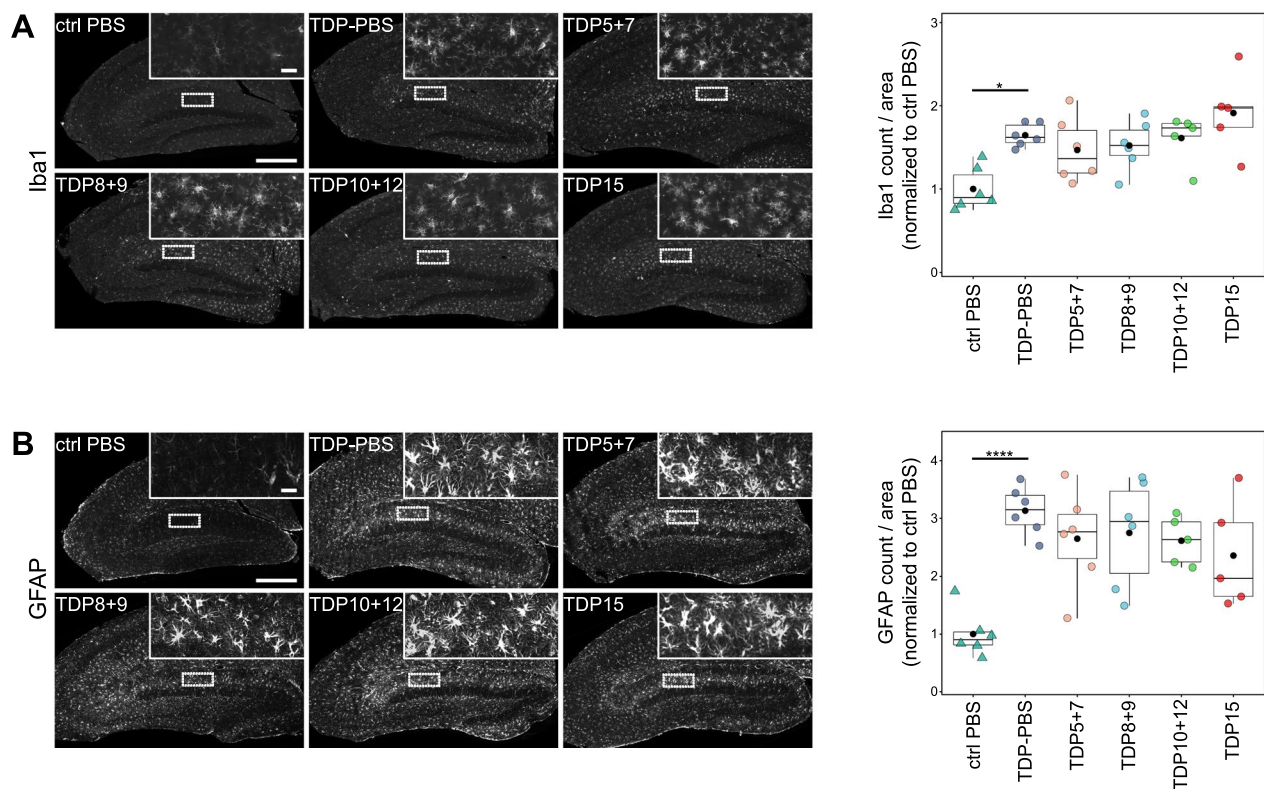 A
Iba1
ctrl PBS
TDP-PBS
TDP5+7
TDP8+9
TDP10+12
TDP15
Iba1 count / area
(normalized to ctrl PBS)
3
2
1
0
*
ctrl PBS
TDP-PBS
TDP5+7
TDP8+9
TDP10+12
TDP15
B
GFAP
ctrl PBS
TDP-PBS
TDP5+7
TDP8+9
TDP10+12
TDP15
GFAP count / area
(normalized to ctrl PBS)
4
3
2
1
0
****
ctrl PBS
TDP-PBS
TDP5+7
TDP8+9
TDP10+12
TDP15